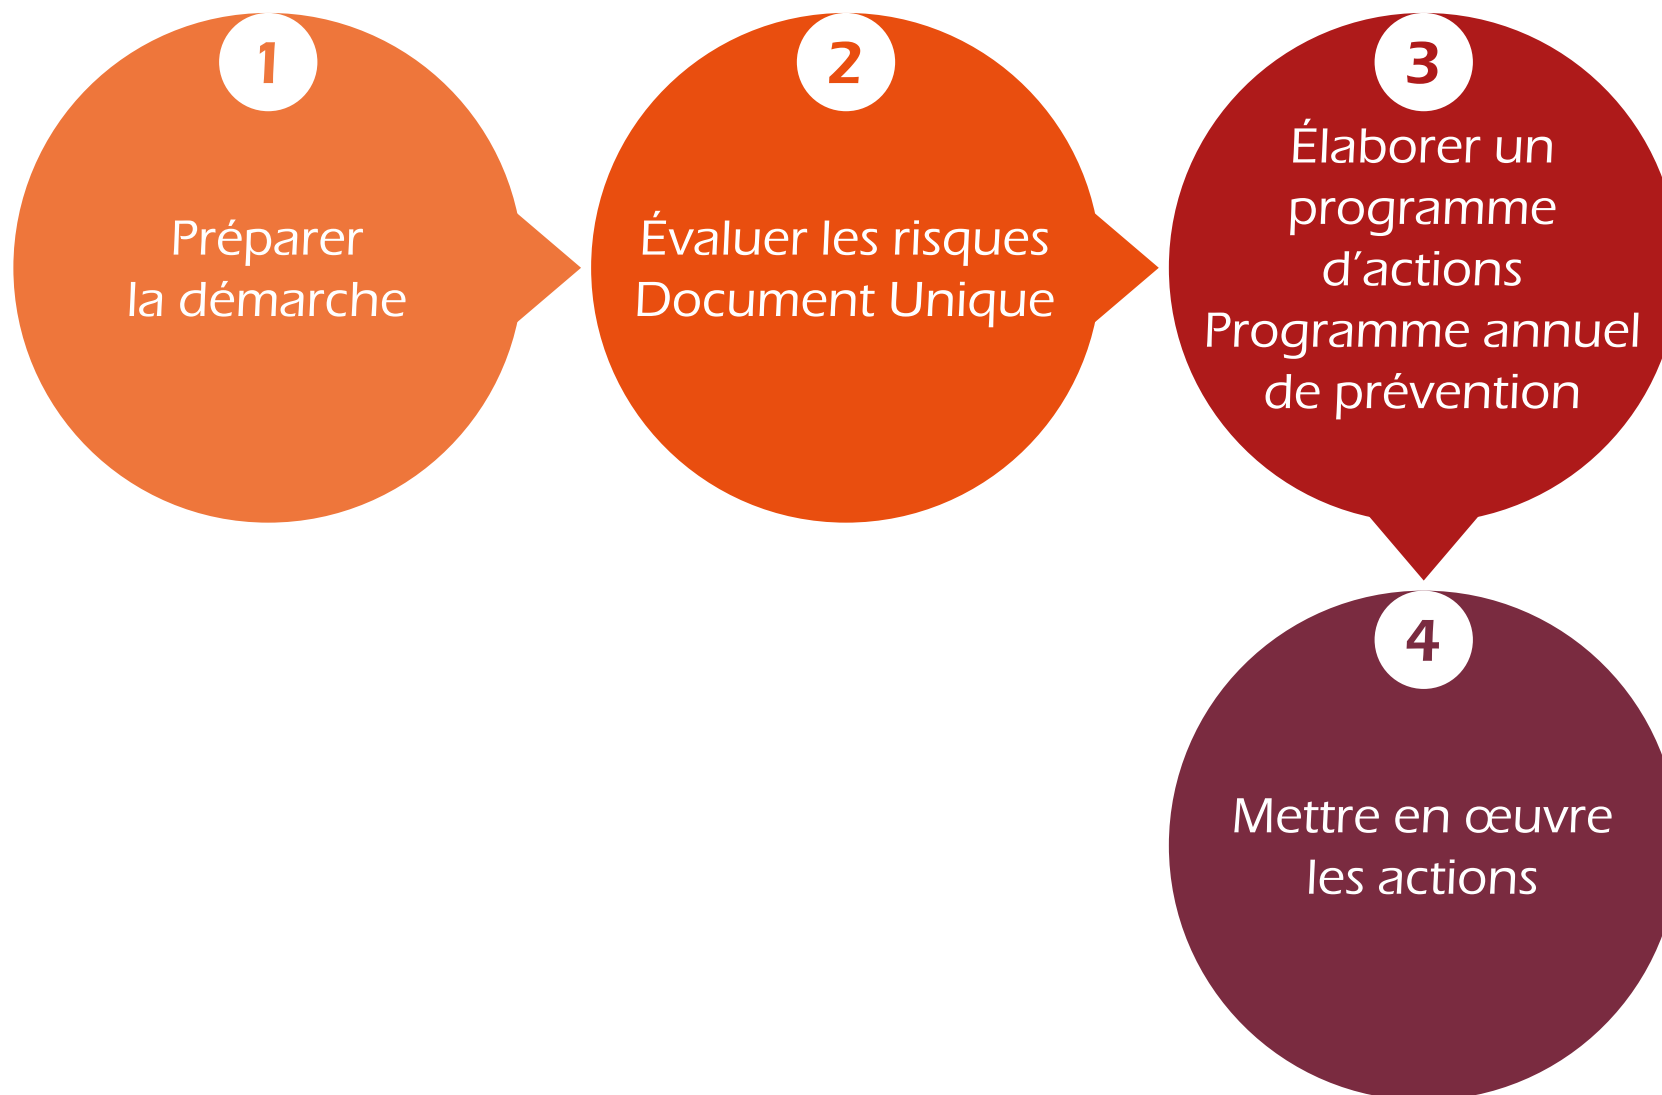 1
Préparer
la démarche
2
Évaluer les risques
Document Unique
3
Élaborer un
programme
d’actions
Programme annuel
de prévention
4
Mettre en œuvre
les actions